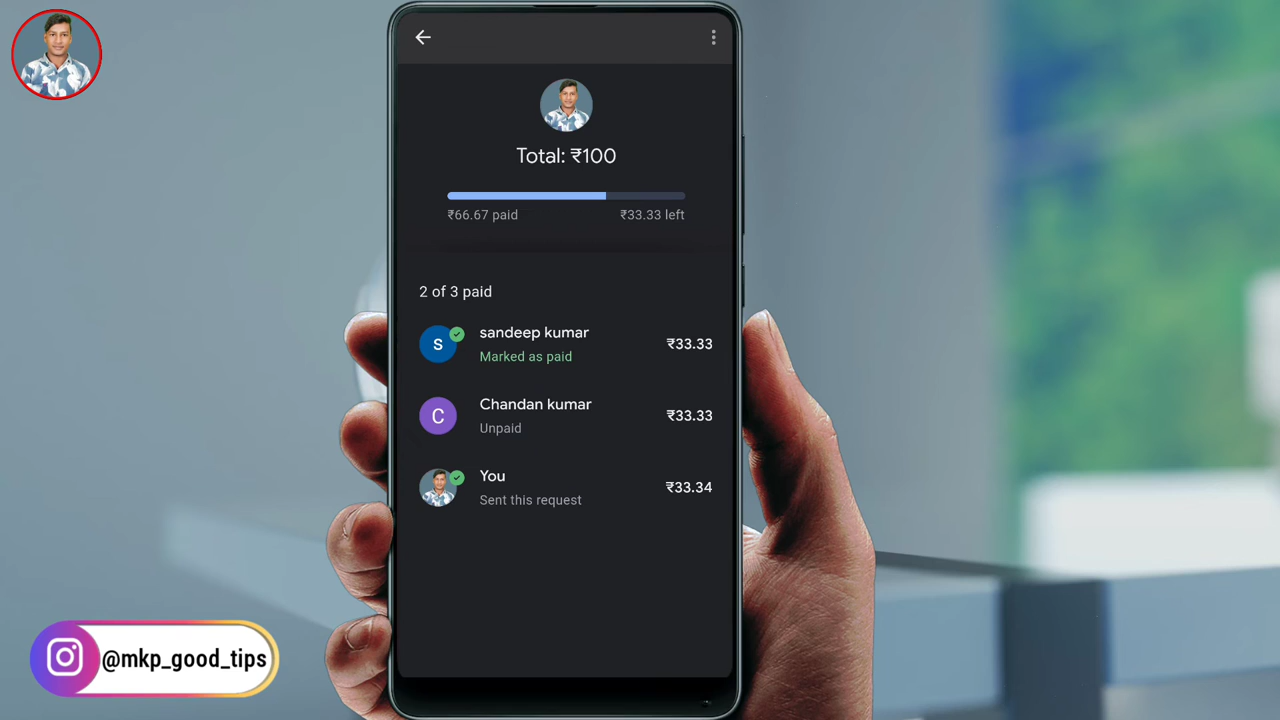 Total: ₹100
₹66.67 paid
₹33.33 left
2 of 3 paid
S
sandeep kumar
₹33.33
Marked as paid
C
Chandan kumar
₹33.33
Unpaid
You
₹33.34
Sent this request
@mkp_good_tips